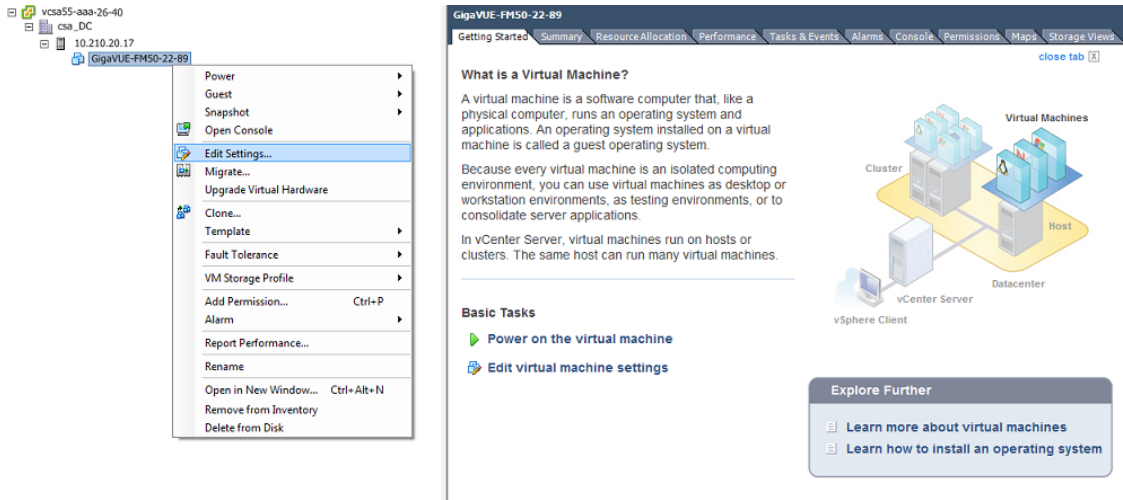 vcsa55-aaa-26-40
csa_DC
10.210.20.17
GigaVUE-FM50-22-89
Power
Guest
Snapshot
Open Console
Edit Settings...
Migrate...
Upgrade Virtual Hardware
Clone...
Template
Fault Tolerance
VM Storage Profile
Add Permission... Ctrl+P
Alarm
Report Performance...
Rename
Open in New Window... Ctrl+Alt+N
Remove from Inventory
Delete from Disk
GigaVUE-FM50-22-89
Getting Started Summary Resource Allocation Performance Tasks & Events Alarms Console Permissions Maps Storage Views
close tab X
What is a Virtual Machine?
A virtual machine is a software computer that, like a
physical computer, runs an operating system and
applications. An operating system installed on a virtual
machine is called a guest operating system.
Because every virtual machine is an isolated computing
environment, you can use virtual machines as desktop or
workstation environments, as testing environments, or to
consolidate server applications.
In vCenter Server, virtual machines run on hosts or
clusters. The same host can run many virtual machines.
Virtual Machines
Cluster
Host
Datacenter
vCenter Server
vSphere Client
Basic Tasks
Power on the virtual machine
Edit virtual machine settings
Explore Further
Learn more about virtual machines
Learn how to install an operating system